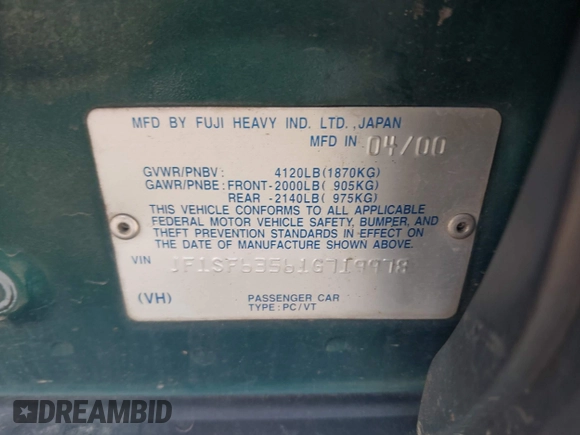 MFD BY FUJI HEAVY IND. LTD.,JAPAN
MFD IN 04/00
GVWR/PNBV: 4120LB(1870KG)
GAWR/PNBE: FRONT-2000LB( 905KG)
REAR -2140LB( 975KG)
THIS VEHICLE CONFORMS TO ALL APPLICABLE
FEDERAL MOTOR VEHICLE SAFETY, BUMPER, AND
THEFT PREVENTION STANDARDS IN EFFECT ON
THE DATE OF MANUFACTURE SHOWN ABOVE.
VIN
(VH) PASSENGER CAR
TYPE:PC/VT
DREAMBID